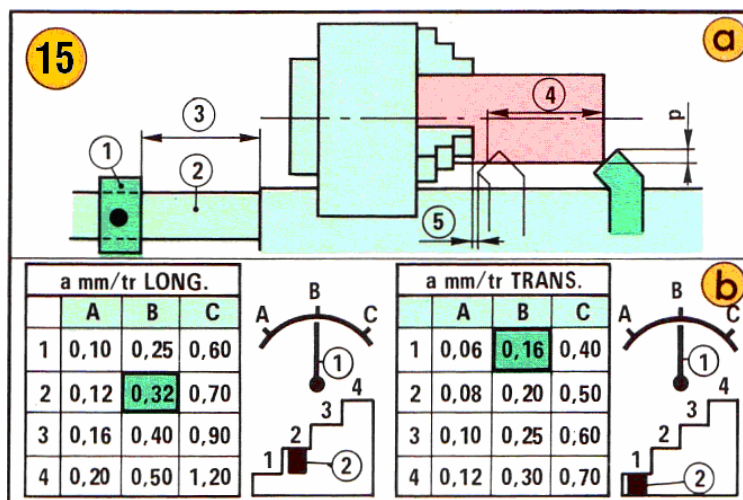 15
a
3
4
1
2
p
5
b
a mm/tr LONG.
A B C
1 0,10 0,25 0,60
2 0,12 0,32 0,70
3 0,16 0,40 0,90
4 0,20 0,50 1,20
A B C
1
4
3
2
1
2
a mm/tr TRANS.
A B C
1 0,06 0,16 0,40
2 0,08 0,20 0,50
3 0,10 0,25 0,60
4 0,12 0,30 0,70
A B C
1
4
3
2
1
2